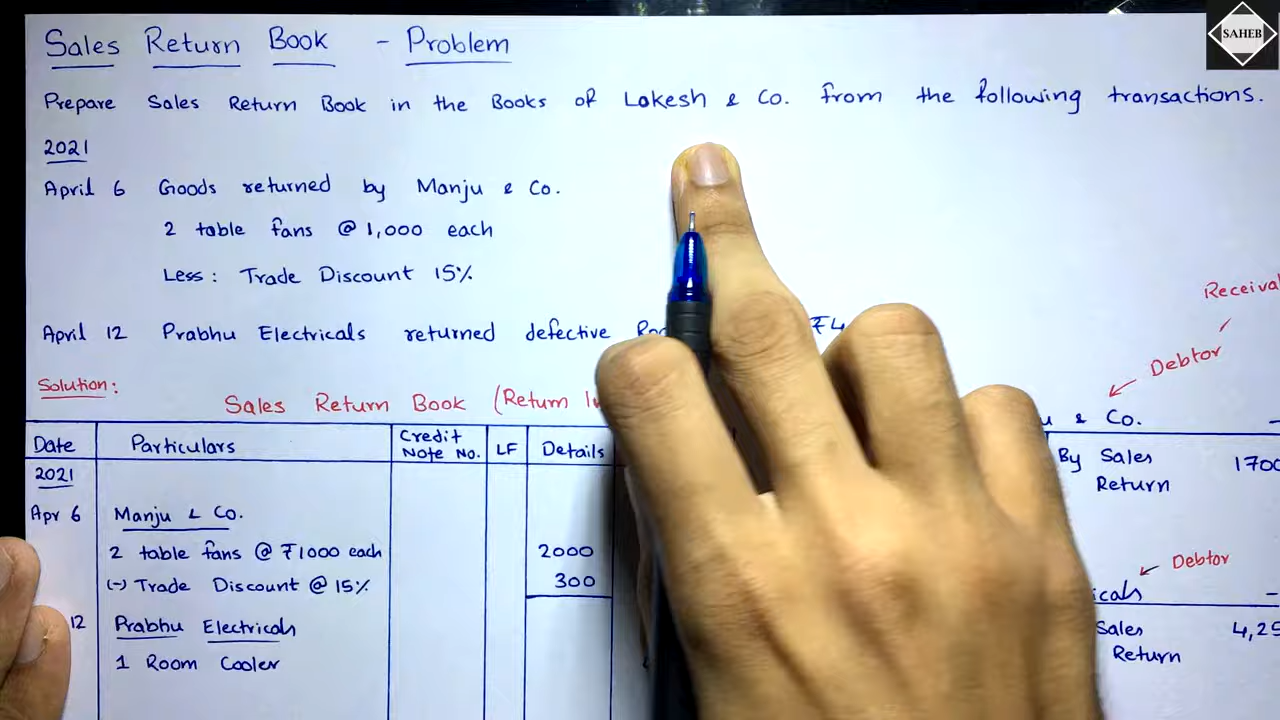 SAHEB
Sales Return Book - Problem
Prepare Sales Return Book in the Books of Lokesh & Co. from the following transactions.
2021
April 6 Goods returned by Manju & Co.
2 table fans @ 1,000 each
Less: Trade Discount 15%
April 12 Prabhu Electricals returned defective
Receival
Debtor
Solution:
Sales Return Book (Return
& Co.
Date Particulars Credit Note No. LF Details
2021
By Sales Return 1700
Apr 6 Manju & Co.
2 table fans @ ₹1000 each 2000
(-) Trade Discount @ 15% 300
Debtor
12 Prabhu Electricals
Sales Return 4,25
1 Room Cooler